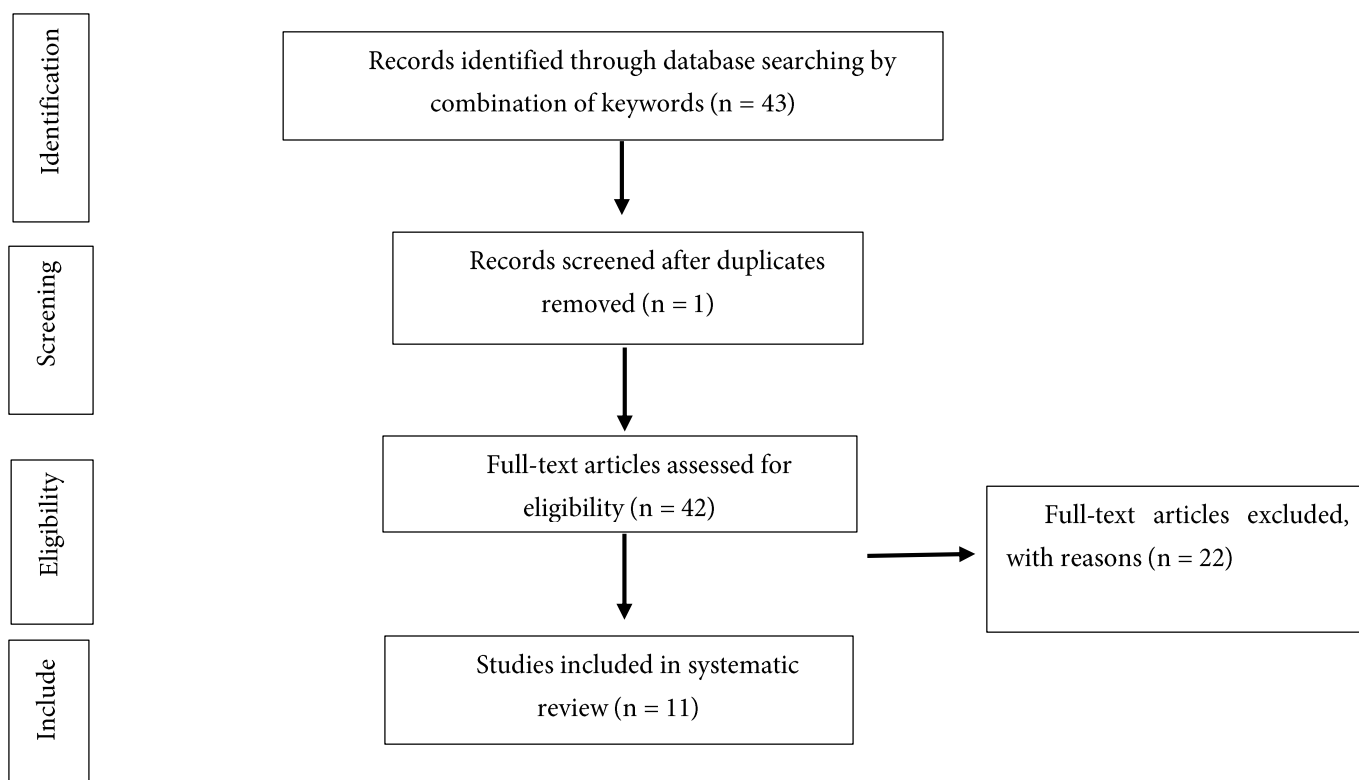 Identification
Records identified through database searching by
combination of keywords (n = 43)
Screening
Records screened after duplicates
removed (n = 1)
Eligibility
Full-text articles assessed for
eligibility (n = 42)
Full-text articles excluded,
with reasons (n = 22)
Include
Studies included in systematic
review (n = 11)